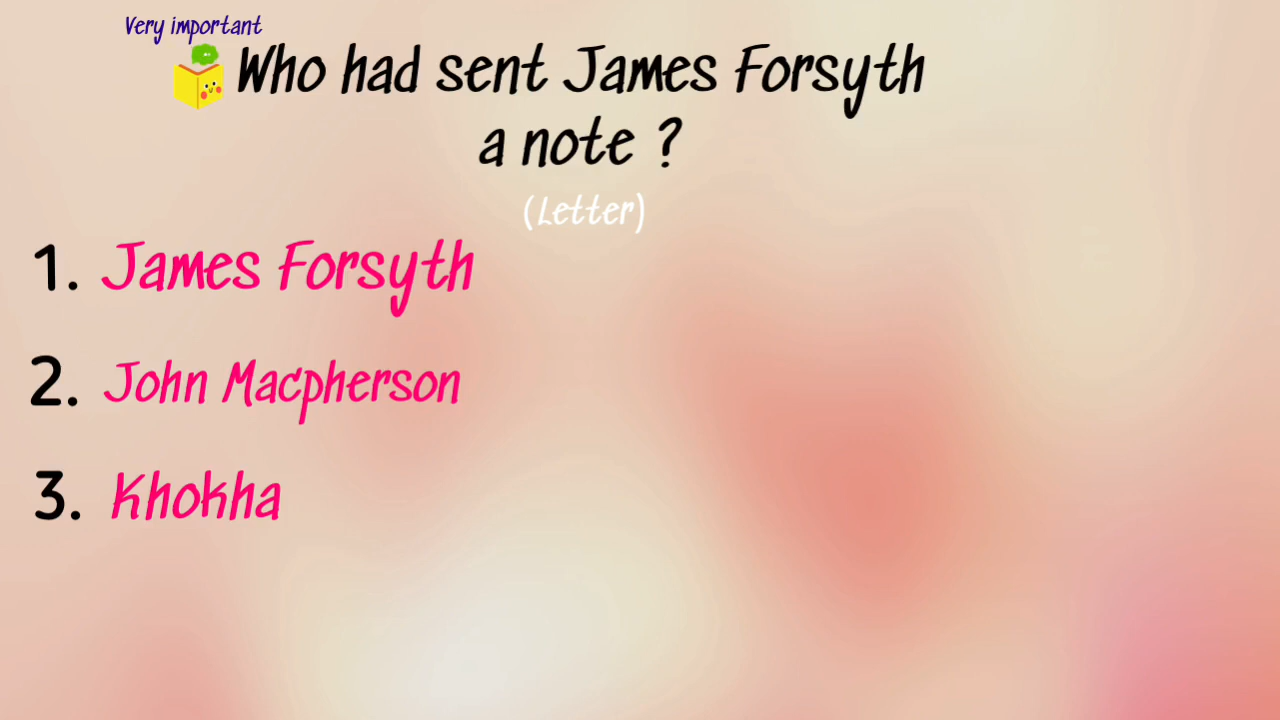 Very important
Who had sent James Forsyth
a note ?
(Letter)
1. James Forsyth
2. John Macpherson
3. Khokha